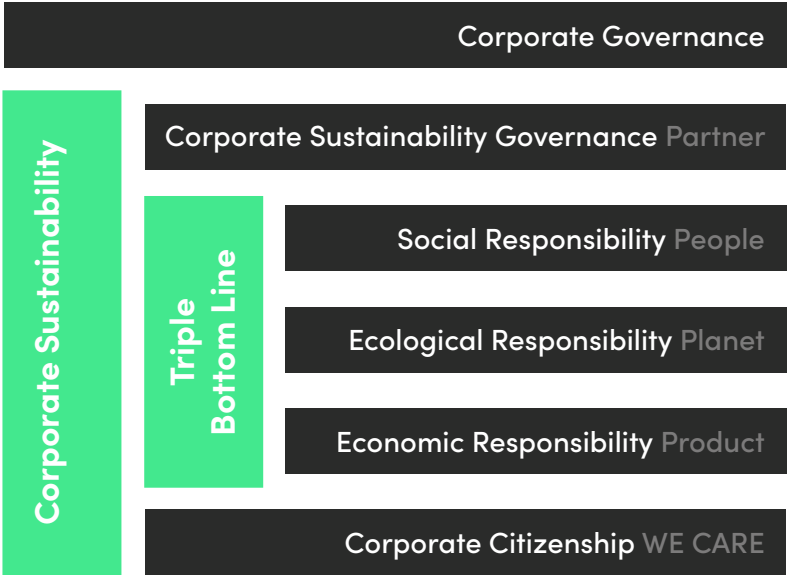 Corporate Governance
Corporate Sustainability
Corporate Sustainability Governance Partner
Triple
Bottom Line
Social Responsibility People
Ecological Responsibility Planet
Economic Responsibility Product
Corporate Citizenship WE CARE